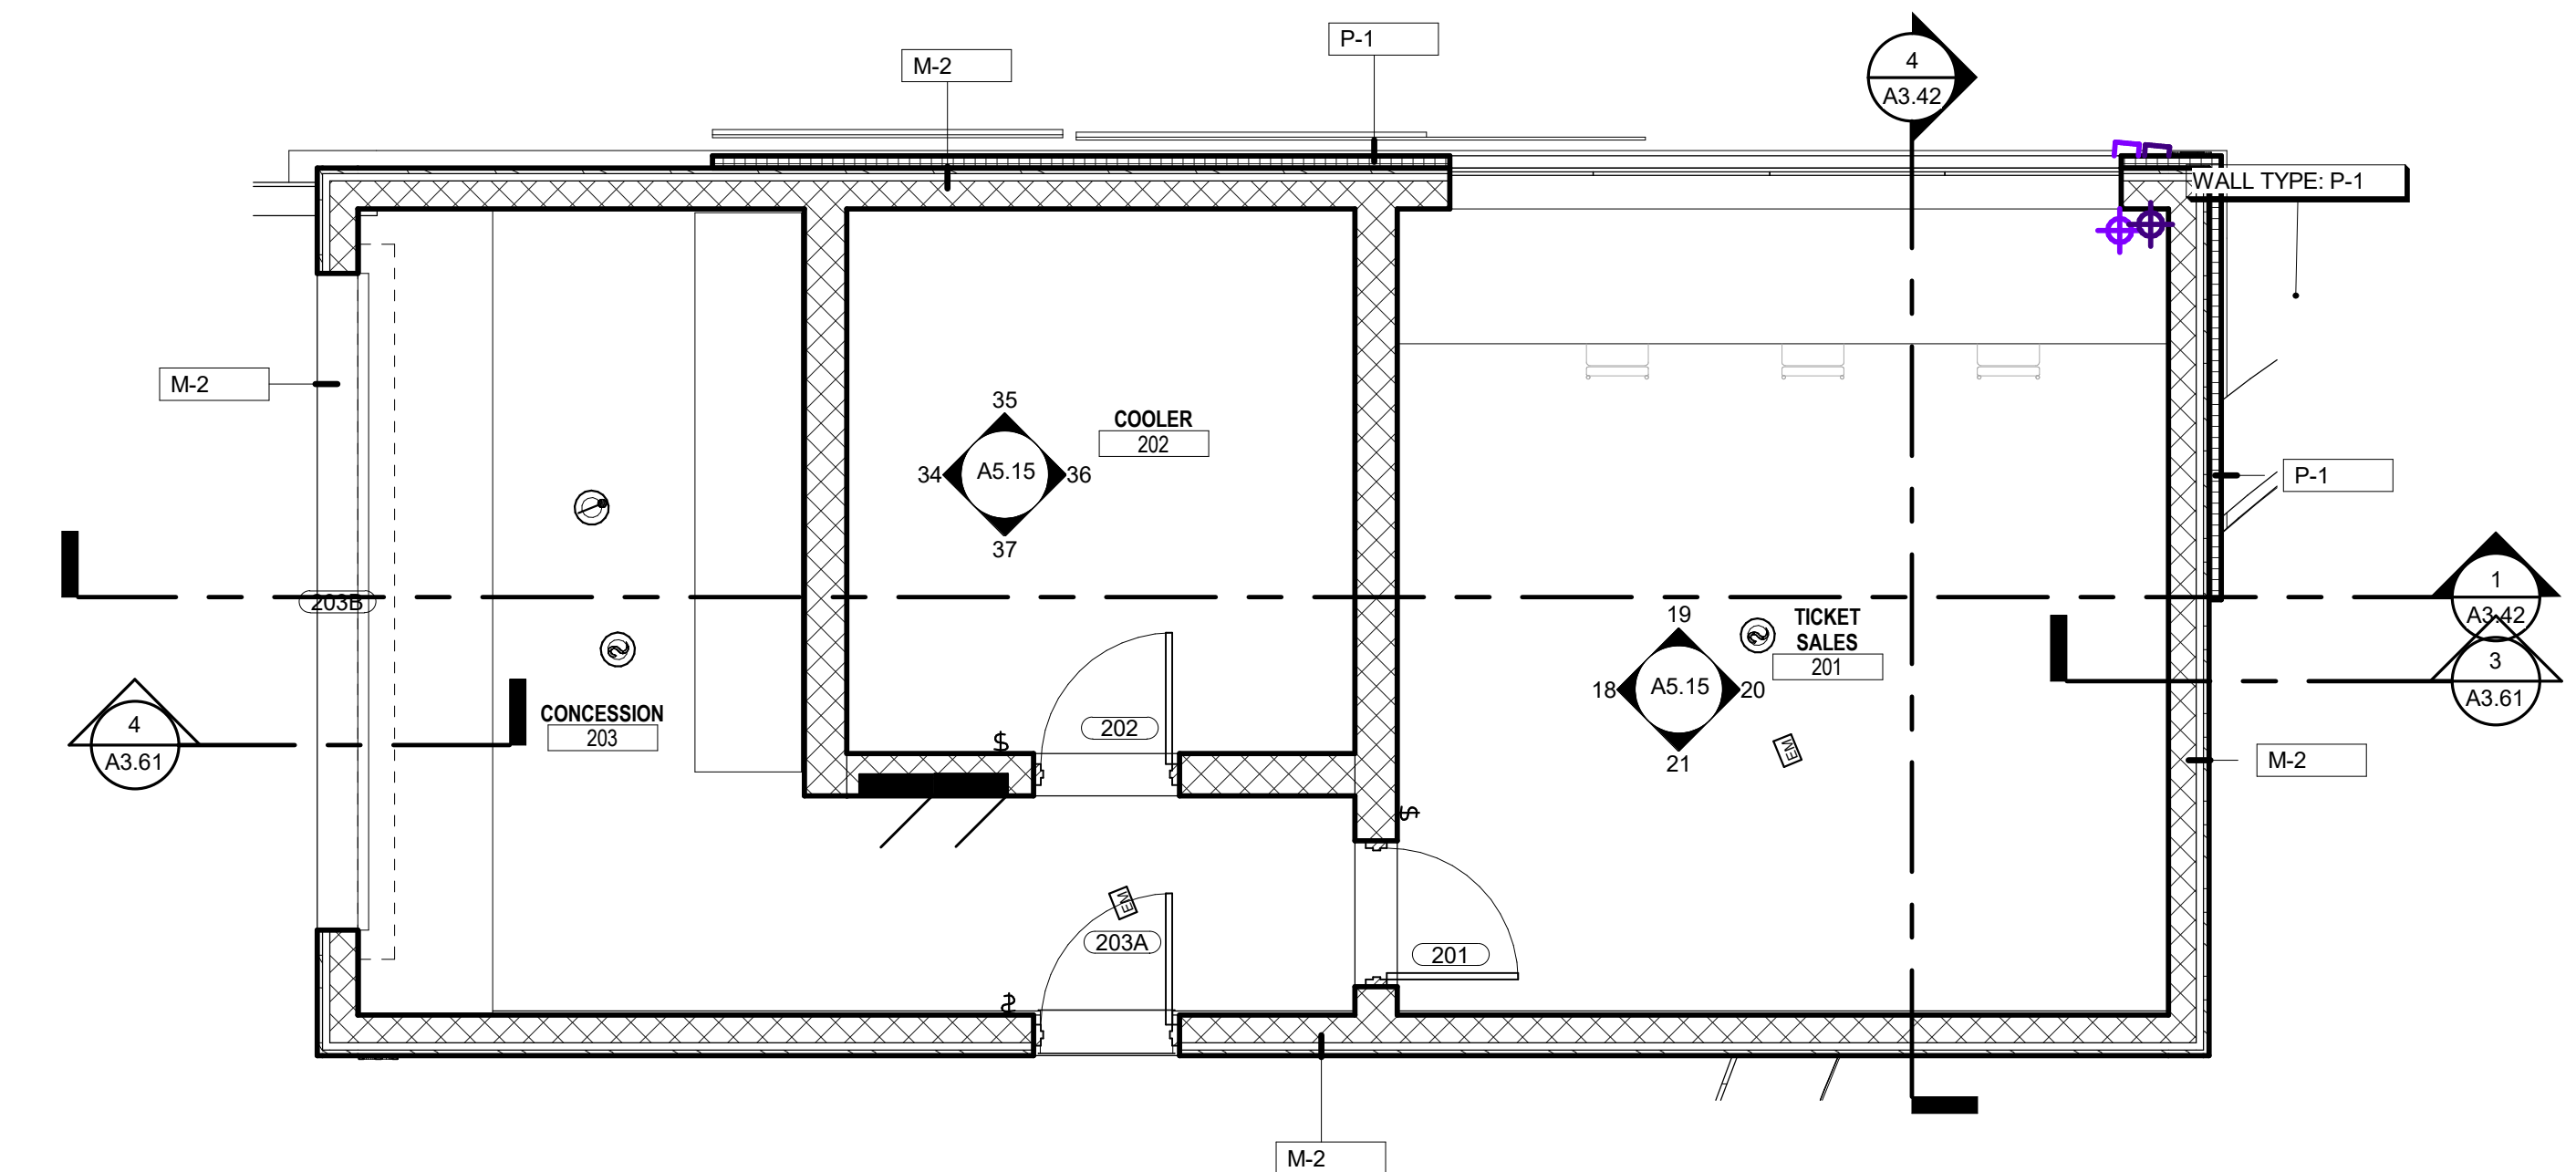 P-1
M-2
4
A3.42
WALL TYPE: P-1
M-2
35
COOLER
202
34
A5.15
36
37
P-1
203B
1
A3.42
19
TICKET
SALES
201
18
A5.15
20
21
3
A3.61
4
A3.61
CONCESSION
203
$
202
EM
M-2
$
EM
203A
201
$
M-2